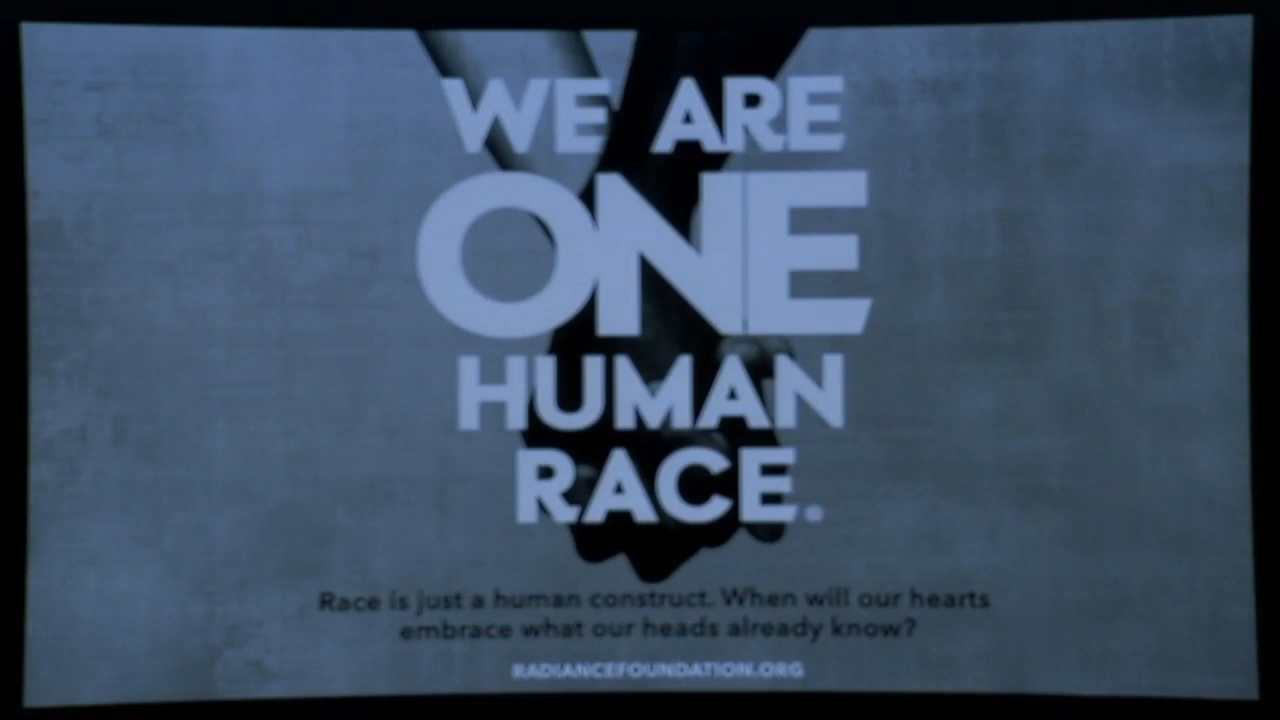 WE ARE
ONE
HUMAN
RACE.
Race is just a human construct. When will our hearts
embrace what our heads already know?
RADIANCEFOUNDATION.ORG